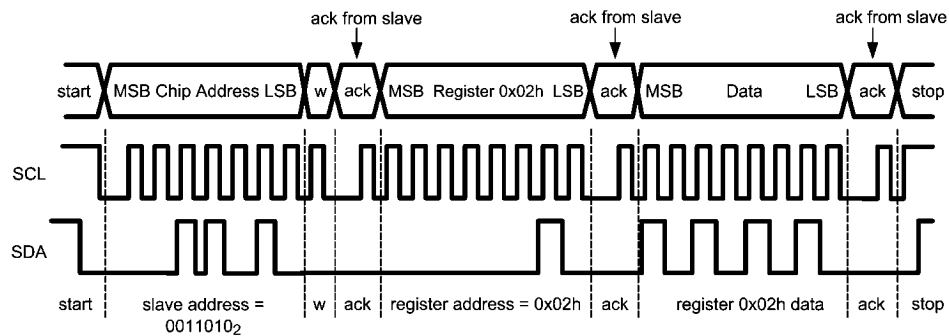 ack from slave ack from slave ack from slave
start MSB Chip Address LSB w ack MSB Register 0x02h LSB ack MSB Data LSB ack stop
SCL
SDA
start slave address = w ack register address = 0x02h ack register 0x02h data ack stop
0011010₂